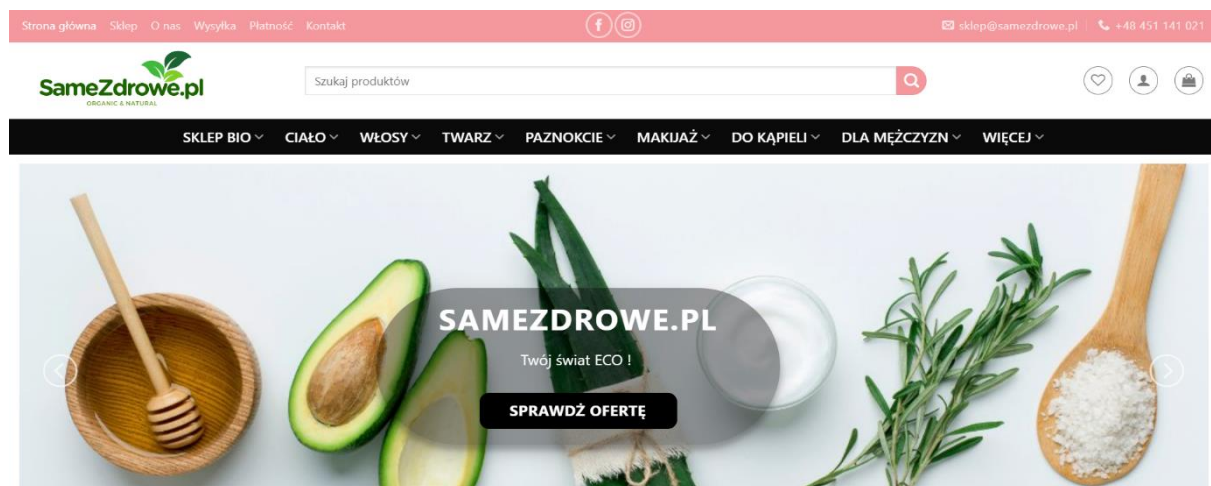 Strona główna Sklep O nas Wysyłka Płatność Kontakt
sklep@samezdrowe.pl +48 451 141 021
SameZdrowe.pl
ORGANIC & NATURAL
Szukaj produktów
SKLEP BIO CIAŁO WŁOSY TWARZ PAZNOKCIE MAKIJAŻ DO KĄPIELI DLA MĘŻCZYZN WIĘCEJ
SAMEZDROWE.PL
Twój świat ECO !
SPRAWDŹ OFERTĘ